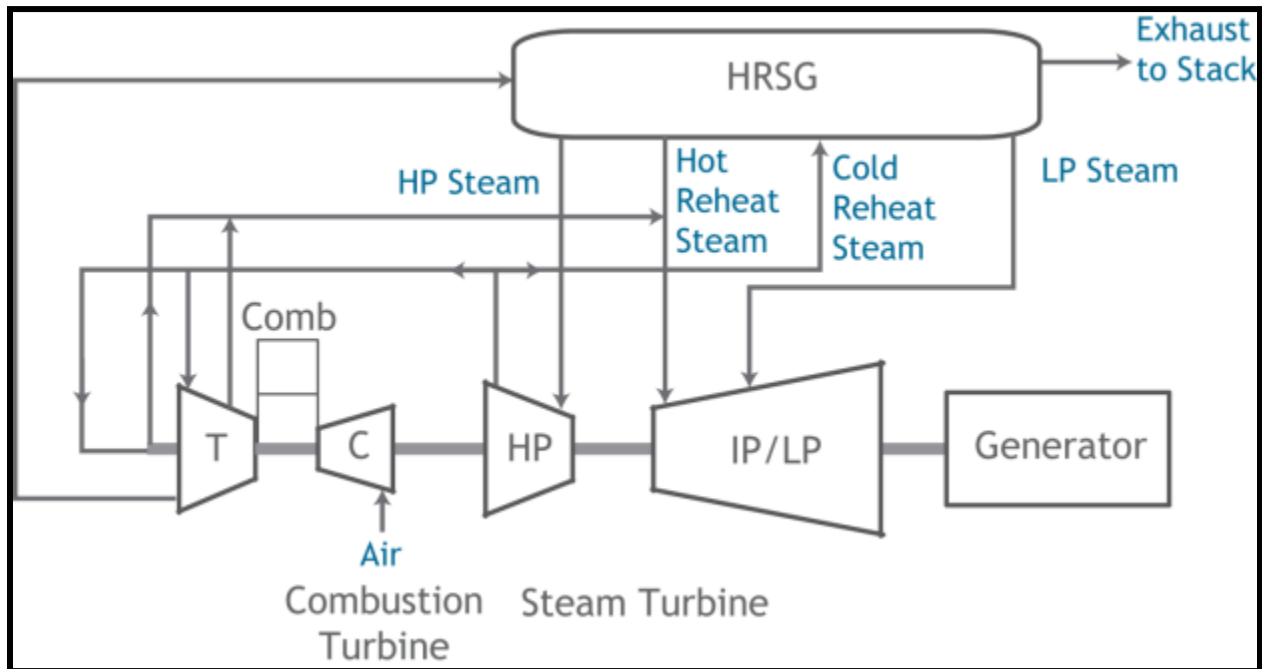 Exhaust
to Stack
HRSG
HP Steam
Hot
Reheat
Steam
Cold
Reheat
Steam
LP Steam
Comb
T
C
HP
IP/LP
Generator
Air
Combustion
Turbine
Steam Turbine